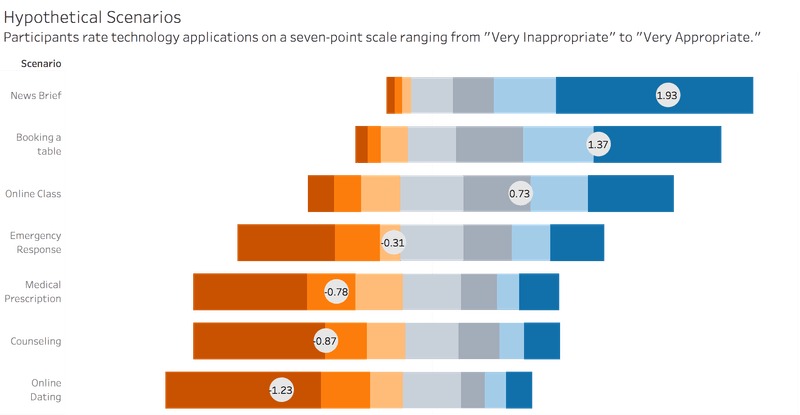 Hypothetical Scenarios
Participants rate technology applications on a seven-point scale ranging from "Very Inappropriate" to "Very Appropriate."
Scenario
News Brief
1.93
Booking a
table
1.37
Online Class
0.73
Emergency
Response
-0.31
Medical
Prescription
-0.78
Counseling
-0.87
Online
Dating
-1.23